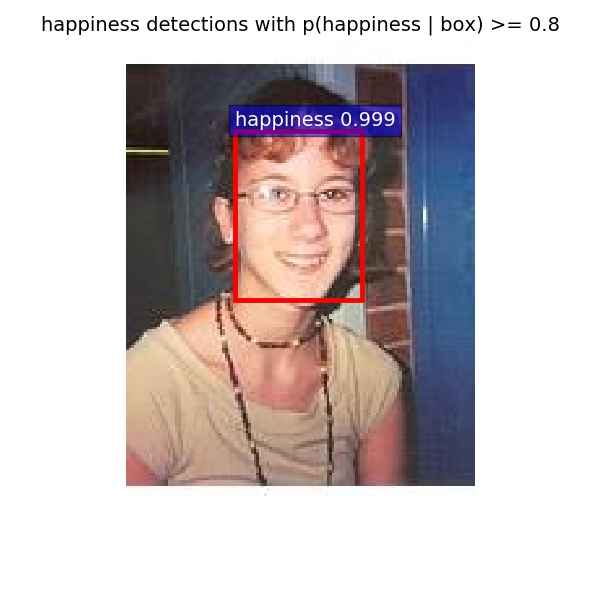 happiness detections with p(happiness | box) >= 0.8
happiness 0.999